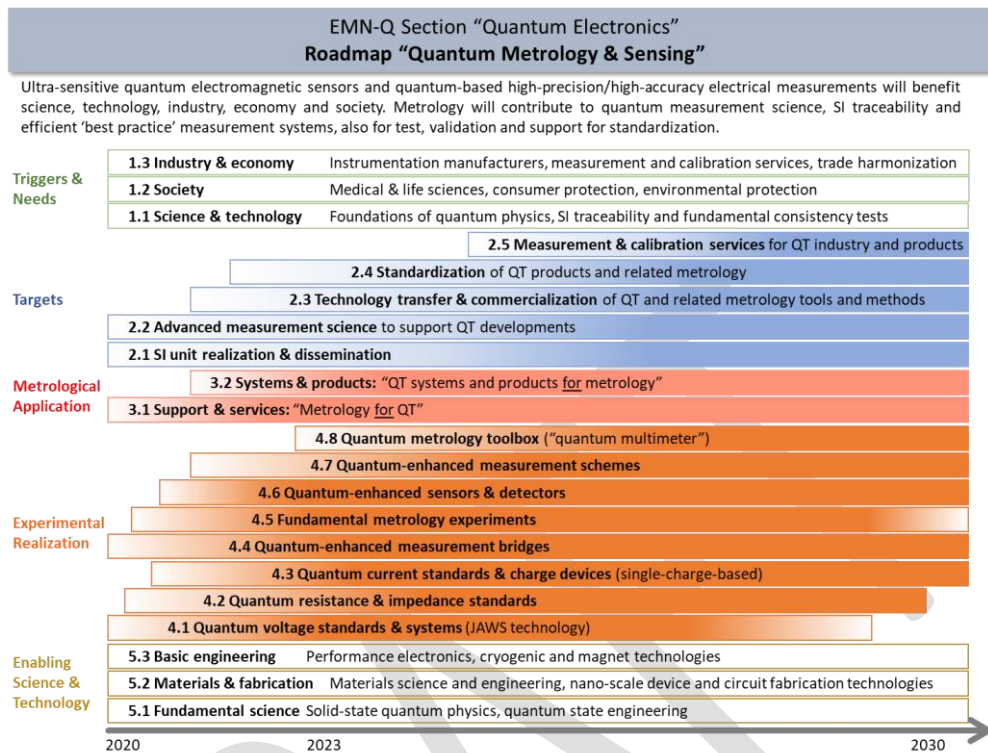 EMN-Q Section “Quantum Electronics”
Roadmap “Quantum Metrology & Sensing”
Ultra-sensitive quantum electromagnetic sensors and quantum-based high-precision/high-accuracy electrical measurements will benefit
science, technology, industry, economy and society. Metrology will contribute to quantum measurement science, SI traceability and
efficient ‘best practice’ measurement systems, also for test, validation and support for standardization.
Triggers &
Needs
1.3 Industry & economy Instrumentation manufacturers, measurement and calibration services, trade harmonization
1.2 Society Medical & life sciences, consumer protection, environmental protection
1.1 Science & technology Foundations of quantum physics, SI traceability and fundamental consistency tests
Targets
2.5 Measurement & calibration services for QT industry and products
2.4 Standardization of QT products and related metrology
2.3 Technology transfer & commercialization of QT and related metrology tools and methods
2.2 Advanced measurement science to support QT developments
2.1 SI unit realization & dissemination
Metrological
Application
3.2 Systems & products: “QT systems and products for metrology”
3.1 Support & services: “Metrology for QT”
Experimental
Realization
4.8 Quantum metrology toolbox (“quantum multimeter”)
4.7 Quantum-enhanced measurement schemes
4.6 Quantum-enhanced sensors & detectors
4.5 Fundamental metrology experiments
4.4 Quantum-enhanced measurement bridges
4.3 Quantum current standards & charge devices (single-charge-based)
4.2 Quantum resistance & impedance standards
4.1 Quantum voltage standards & systems (JAWS technology)
Enabling
Science &
Technology
5.3 Basic engineering Performance electronics, cryogenic and magnet technologies
5.2 Materials & fabrication Materials science and engineering, nano-scale device and circuit fabrication technologies
5.1 Fundamental science Solid-state quantum physics, quantum state engineering
2020 2023 2030